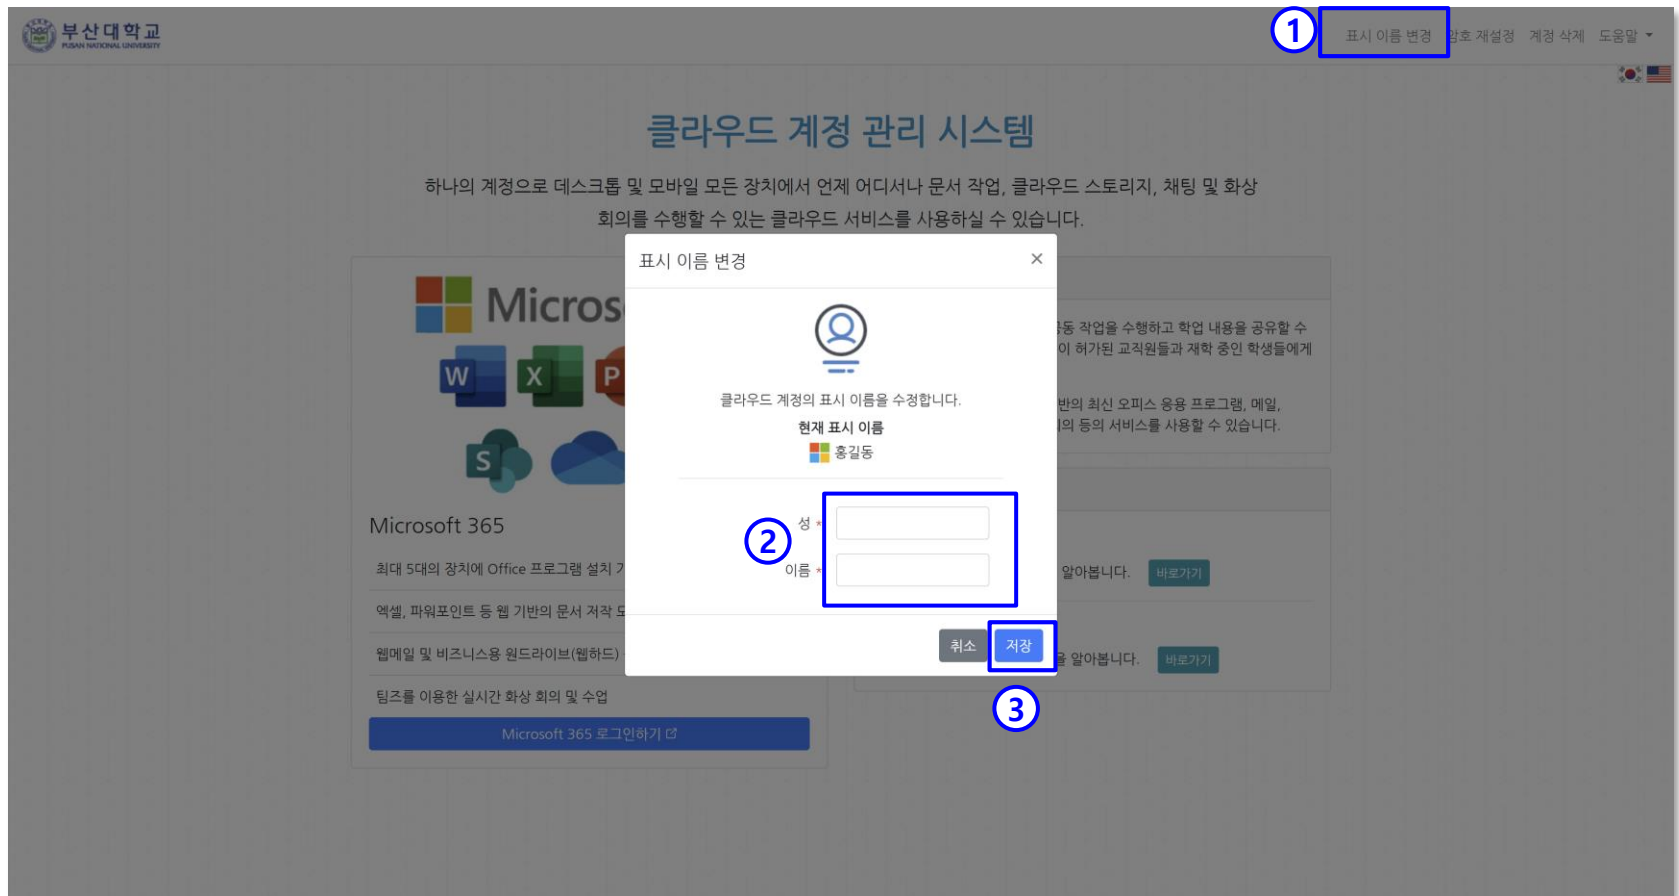 부산대학교
PUSAN NATIONAL UNIVERSITY
1
표시 이름 변경 암호 재설정 계정 삭제 도움말
클라우드 계정 관리 시스템
하나의 계정으로 데스크톱 및 모바일 모든 장치에서 언제 어디서나 문서 작업, 클라우드 스토리지, 채팅 및 화상
회의를 수행할 수 있는 클라우드 서비스를 사용하실 수 있습니다.
표시 이름 변경 ×
Micros
W X P
S
클라우드 계정의 표시 이름을 수정합니다.
현재 표시 이름
홍길동
작업을 수행하고 학업 내용을 공유할 수
이 허가된 교직원들과 재학 중인 학생들에게
반의 최신 오피스 응용 프로그램, 메일,
등의 서비스를 사용할 수 있습니다.
2
성 *
이름 *
취소 저장
3
Microsoft 365
최대 5대의 장치에 Office 프로그램 설치
엑셀, 파워포인트 등 웹 기반의 문서 저작
웹메일 및 비즈니스용 원드라이브(웹하드)
팀즈를 이용한 실시간 화상 회의 및 수업
Microsoft 365 로그인하기
알아봅니다. 바로가기
을 알아봅니다. 바로가기